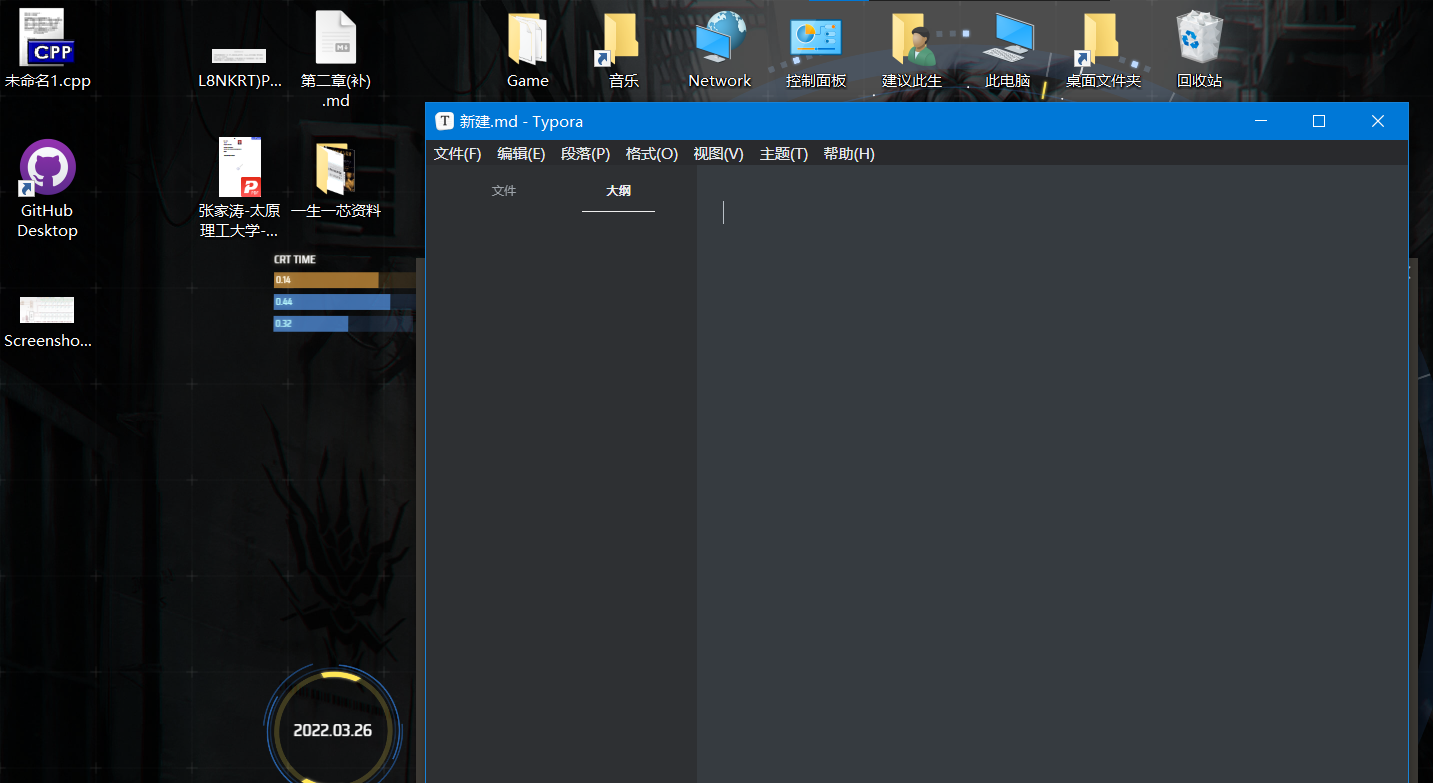 未命名1.cpp
L8NKRT)P...
第二章(补)
.md
Game
音乐
Network
控制面板
建议此生
此电脑
桌面文件夹
回收站
CPP
GitHub
Desktop
张家涛-太原
理工大学-...
一生一芯资料
Screensho...
CRT TIME
0.14
0.44
0.32
2022.03.26
T 新建.md - Typora
文件(F) 编辑(E) 段落(P) 格式(O) 视图(V) 主题(T) 帮助(H)
文件 大纲